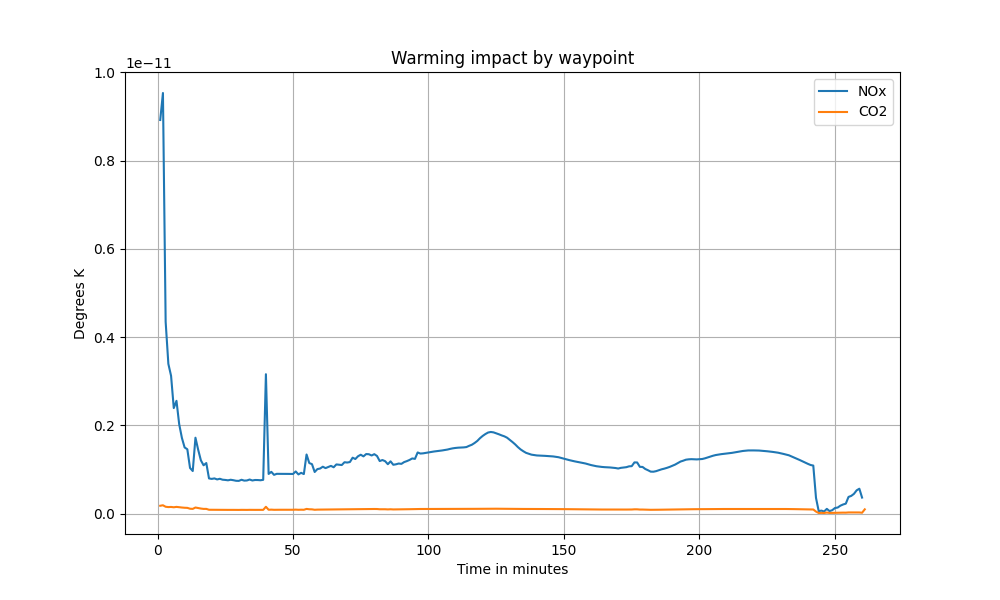 Warming impact by waypoint
1e−11
1.0
0.8
0.6
0.4
0.2
0.0
Degrees K
NOx
CO2
0 50 100 150 200 250
Time in minutes